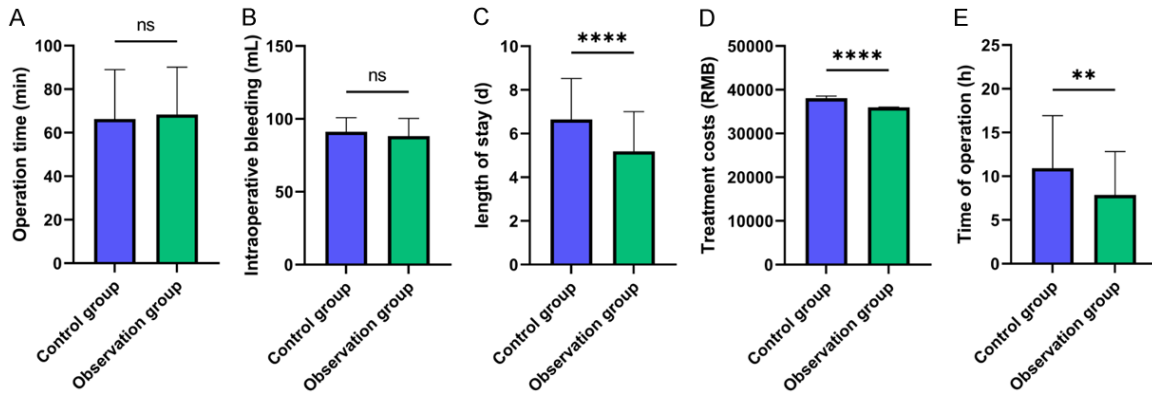 A
ns
Operation time (min)
100
80
60
40
20
0
Control group
Observation group
B
ns
Intraoperative bleeding (mL)
150
100
50
0
Control group
Observation group
C
****
length of stay (d)
10
8
6
4
2
0
Control group
Observation group
D
****
Treatment costs (RMB)
50000
40000
30000
20000
10000
0
Control group
Observation group
E
**
Time of operation (h)
25
20
15
10
5
0
Control group
Observation group